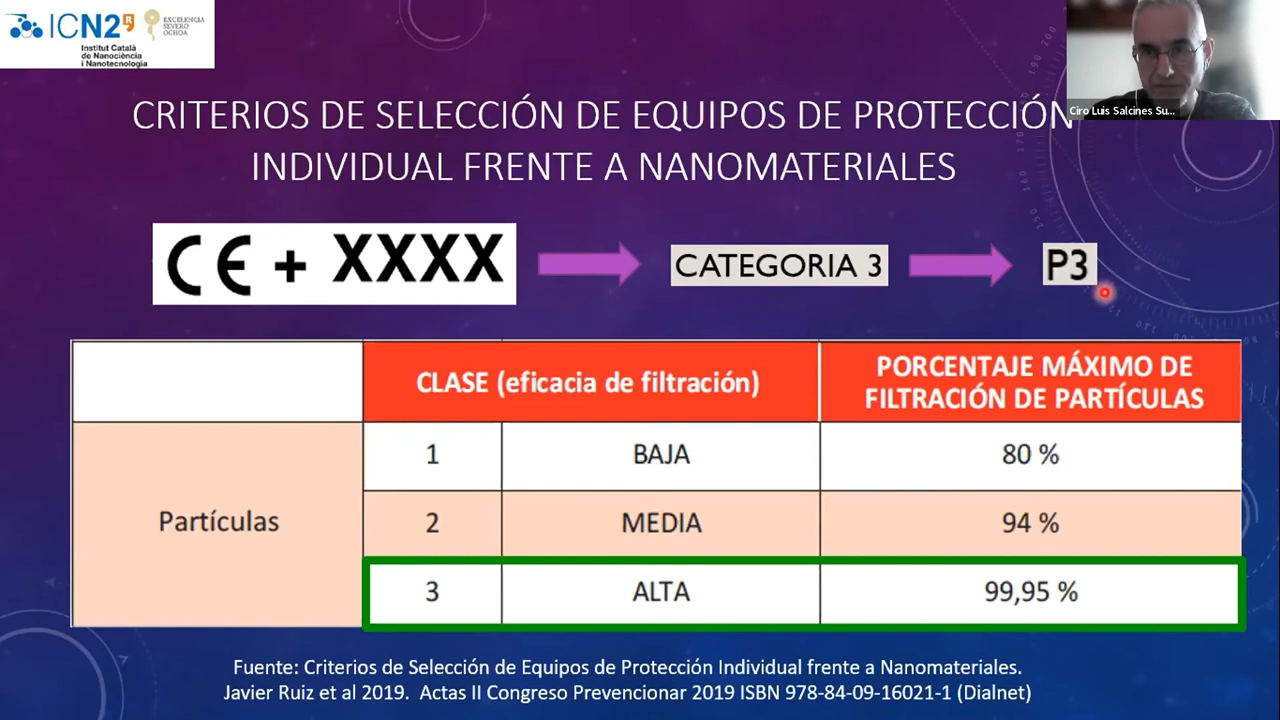 ICN2
EXCELENCIA
SEVERO
OCHOA
Institut Català
de Nanociència
i Nanotecnologia
Ciro Luis Salcines Su...
CRITERIOS DE SELECCIÓN DE EQUIPOS DE PROTECCIÓN
INDIVIDUAL FRENTE A NANOMATERIALES
CE + XXXX
CATEGORIA 3
P3
CLASE (eficacia de filtración)
PORCENTAJE MÁXIMO DE
FILTRACIÓN DE PARTÍCULAS
Partículas
1 BAJA 80 %
2 MEDIA 94 %
3 ALTA 99,95 %
Fuente: Criterios de Selección de Equipos de Protección Individual frente a Nanomateriales.
Javier Ruiz et al 2019. Actas II Congreso Prevencionar 2019 ISBN 978-84-09-16021-1 (Dialnet)